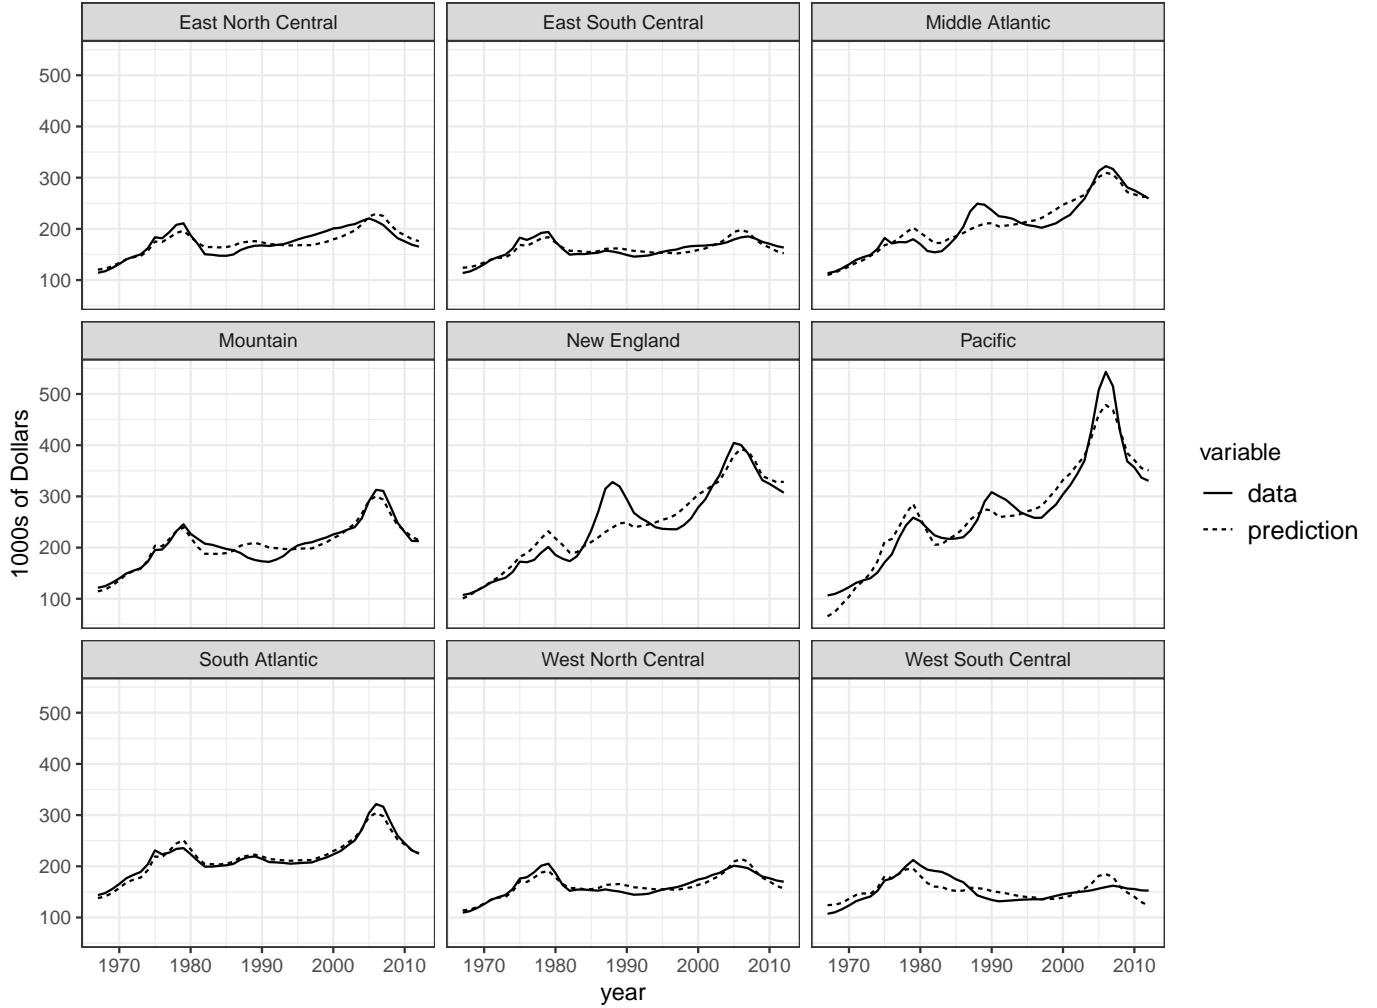 East North Central
East South Central
Middle Atlantic
500
400
300
200
100
Mountain
New England
Pacific
500
400
300
200
100
1000s of Dollars
variable
data
prediction
South Atlantic
West North Central
West South Central
500
400
300
200
100
1970 1980 1990 2000 2010
1970 1980 1990 2000 2010
1970 1980 1990 2000 2010
year